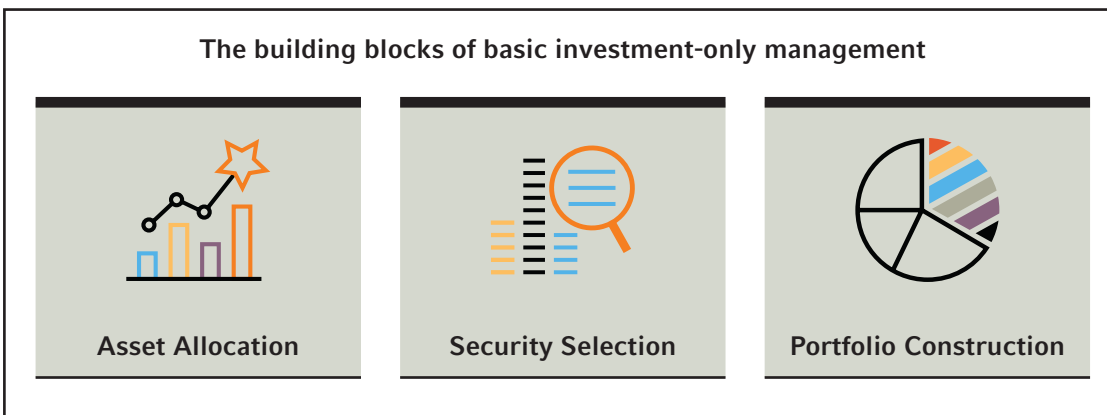 The building blocks of basic investment-only management
Asset Allocation
Security Selection
Portfolio Construction